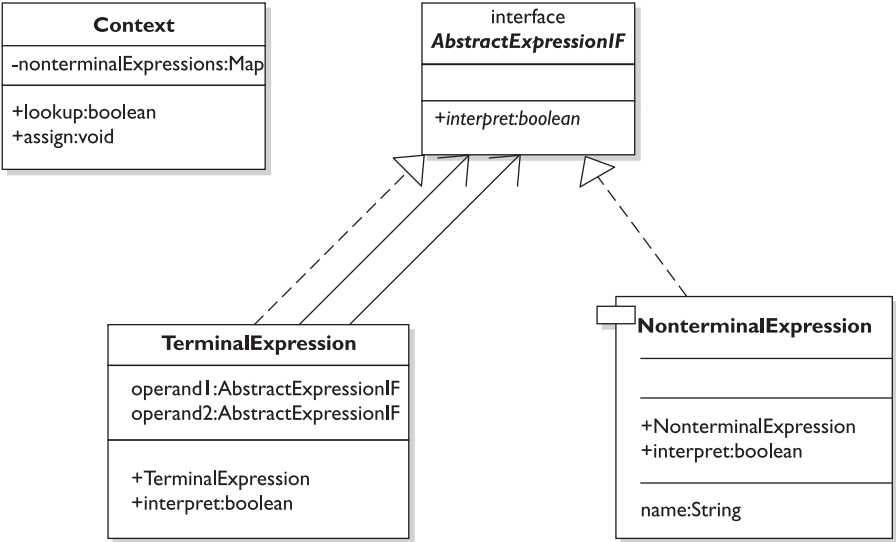 Context
-nonterminalExpressions:Map
+lookup:boolean
+assign:void
interface
AbstractExpressionIF
+interpret:boolean
TerminalExpression
operand1:AbstractExpressionIF
operand2:AbstractExpressionIF
+TerminalExpression
+interpret:boolean
NonterminalExpression
+NonterminalExpression
+interpret:boolean
name:String